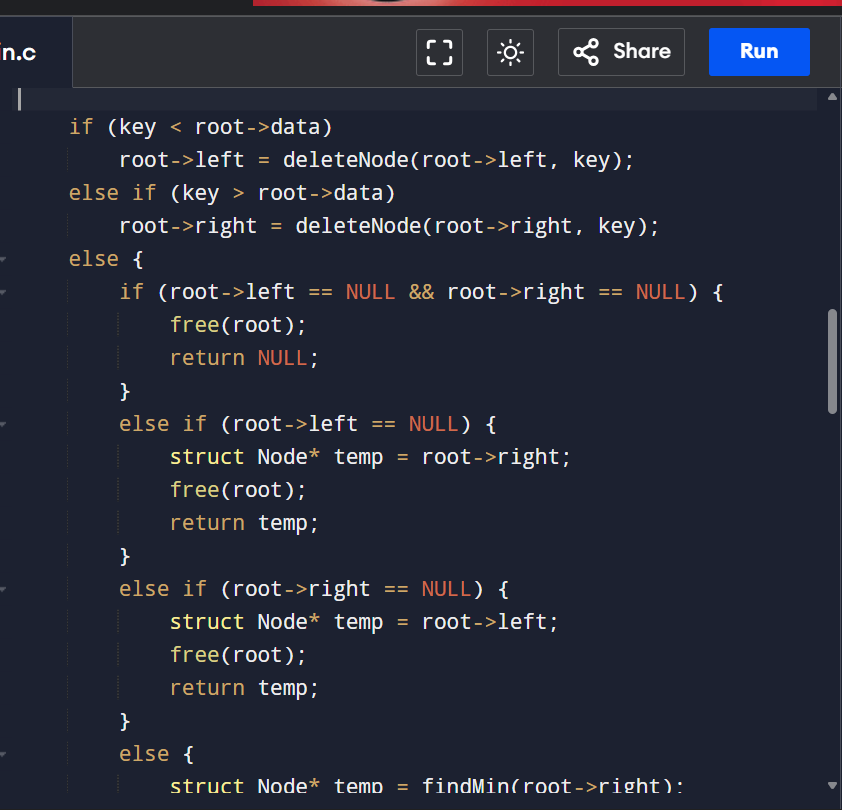 in.c
Share
Run
if (key < root->data)
root->left = deleteNode(root->left, key);
else if (key > root->data)
root->right = deleteNode(root->right, key);
else {
if (root->left == NULL && root->right == NULL) {
free(root);
return NULL;
}
else if (root->left == NULL) {
struct Node* temp = root->right;
free(root);
return temp;
}
else if (root->right == NULL) {
struct Node* temp = root->left;
free(root);
return temp;
}
else {
struct Node* temp = findMin(root->right);